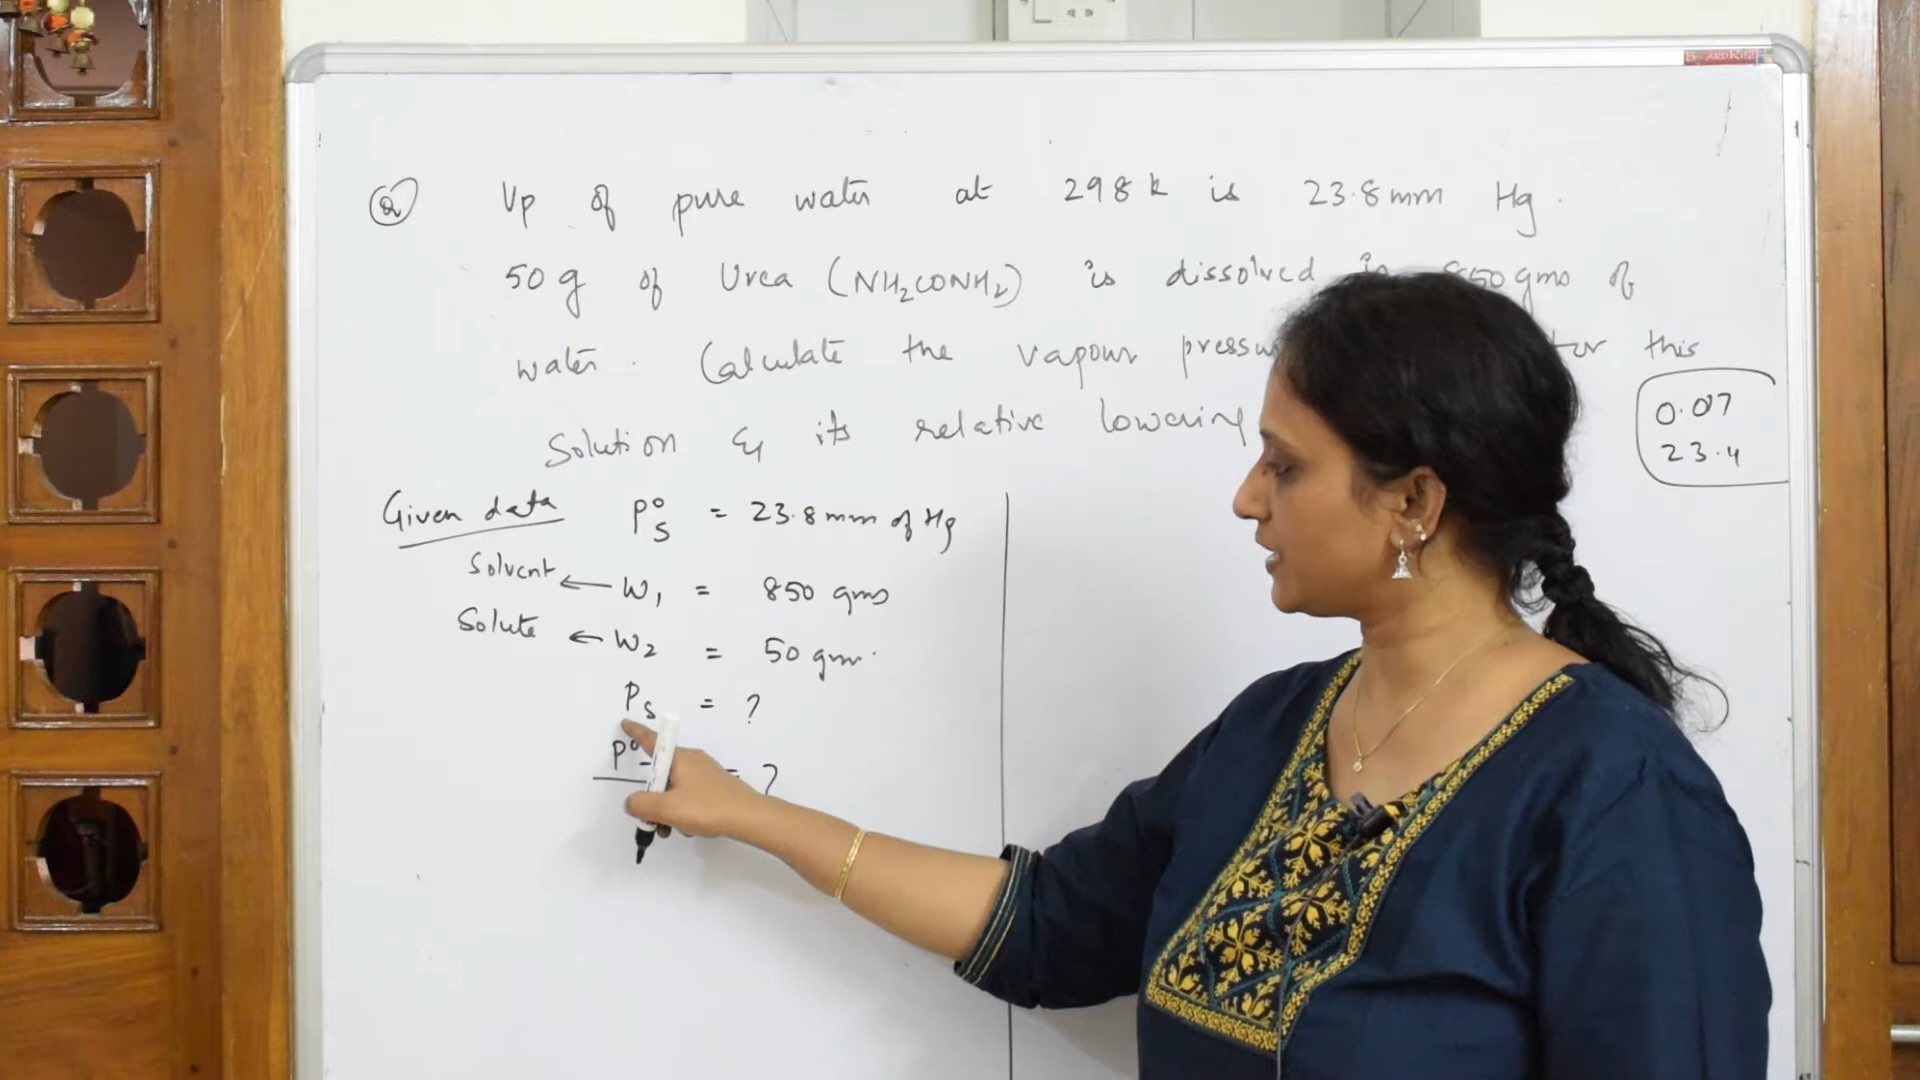 Q Vp of pure water at 298 k is 23.8 mm Hg.
50 g of Urea (NH2CONH2) is dissolved in 850 gms of
water. Calculate the vapour pressu for this
Solution & its relative lowering
0.017
23.4
Given data P°s = 23.8 mm of Hg
Solvent ← W1 = 850 gms
Solute ← W2 = 50 gm.
Ps = ?
P° = ?